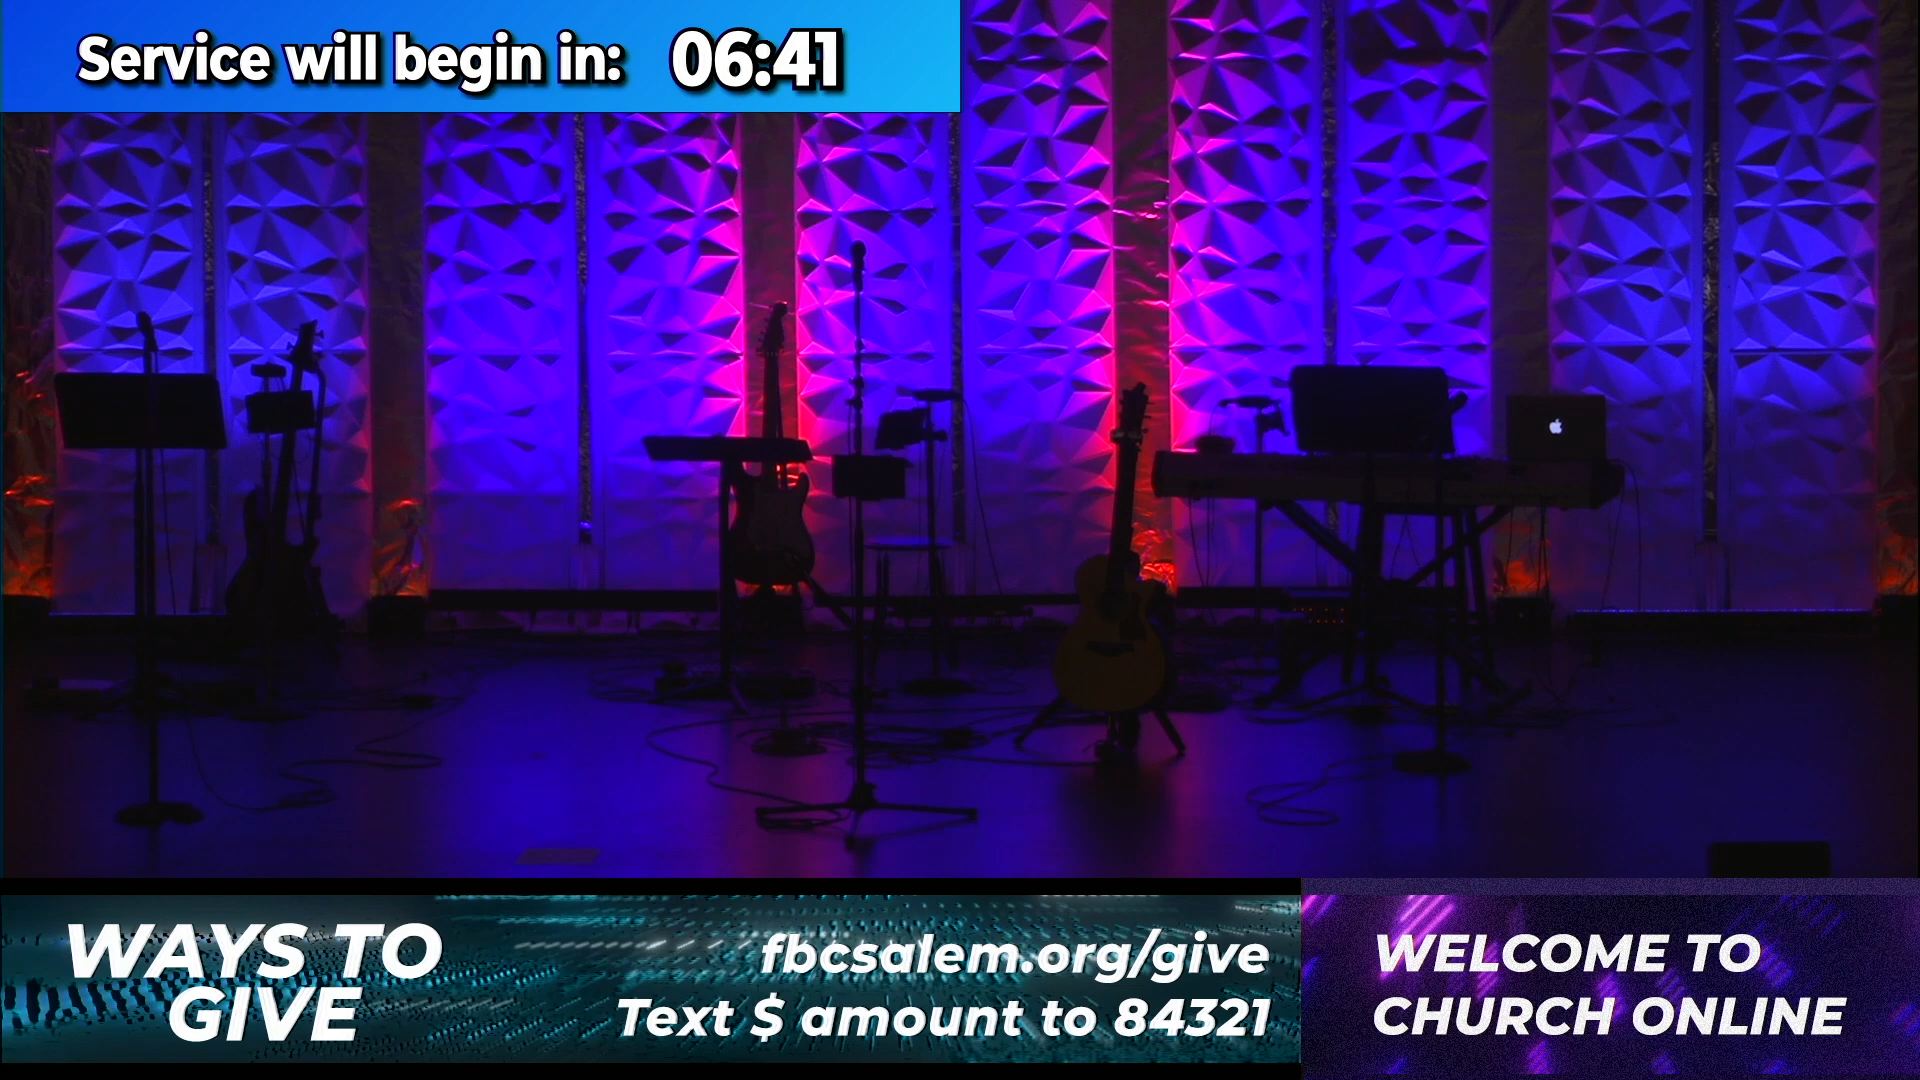 Service will begin in: 06:41
WAYS TO
GIVE
fbcsalem.org/give
Text $ amount to 84321
WELCOME TO
CHURCH ONLINE